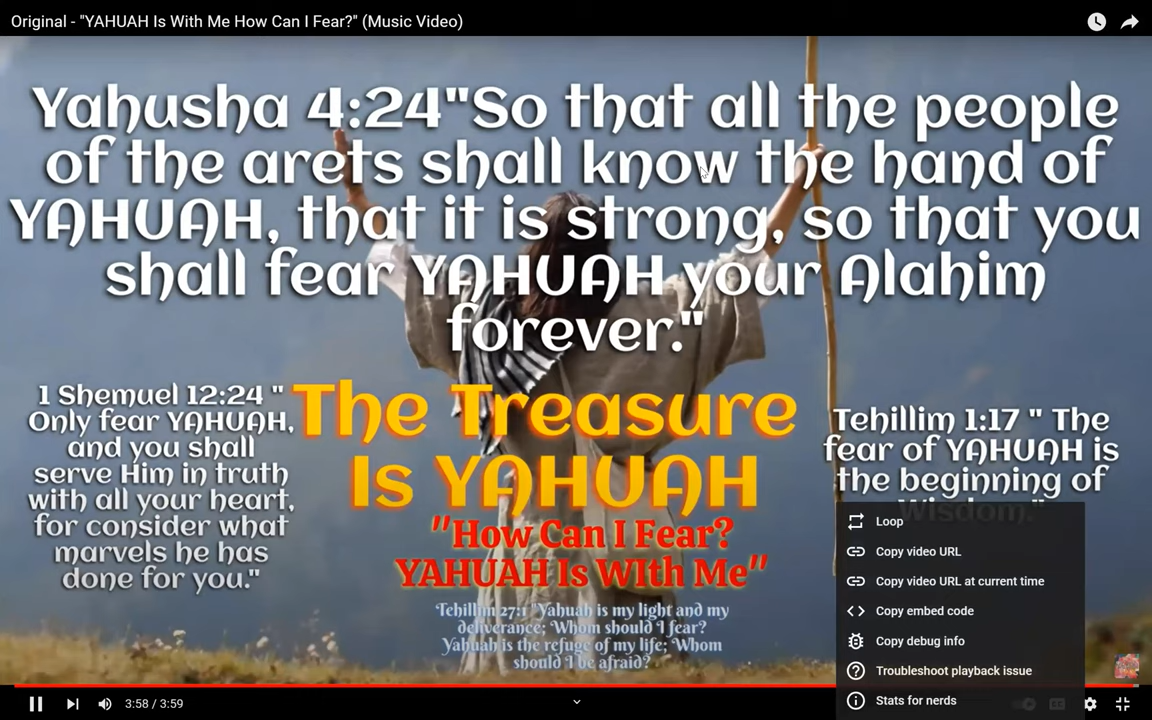 Original - "YAHUAH Is With Me How Can I Fear?" (Music Video)
Yahusha 4:24"So that all the people
of the arets shall know the hand of
YAHUAH, that it is strong, so that you
shall fear YAHUAH your Alahim
forever."
1 Shemuel 12:24 "
Only fear YAHUAH,
and you shall
serve Him in truth
with all your heart,
for consider what
marvels he has
done for you."
The Treasure
Is YAHUAH
"How Can I Fear?
YAHUAH Is WIth Me"
Tehillim 27:1 "Yahuah is my light and my
deliverance; Whom should I fear?
Yahuah is the refuge of my life; Whom
should I be afraid?
Tehillim 1:17 " The
fear of YAHUAH is
the beginning of
Wisdom."
Loop
Copy video URL
Copy video URL at current time
Copy embed code
Copy debug info
Troubleshoot playback issue
Stats for nerds
3:58 / 3:59